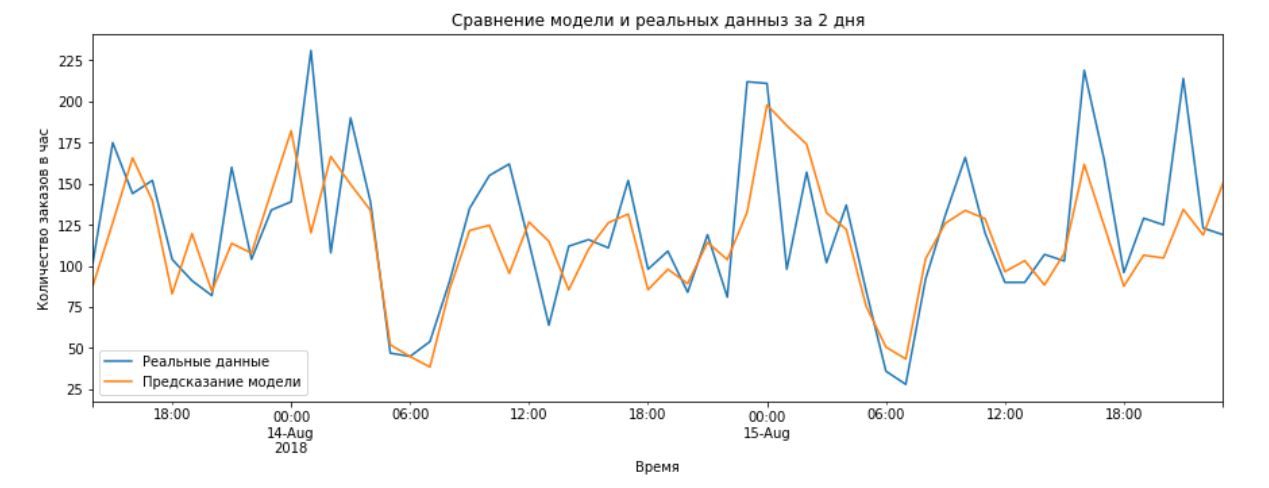 Сравнение модели и реальных данныз за 2 дня
Количество заказов в час
225
200
175
150
125
100
75
50
25
Реальные данные
Предсказание модели
18:00 00:00 06:00 12:00 18:00 00:00 06:00 12:00 18:00
14-Aug 15-Aug
2018
Время